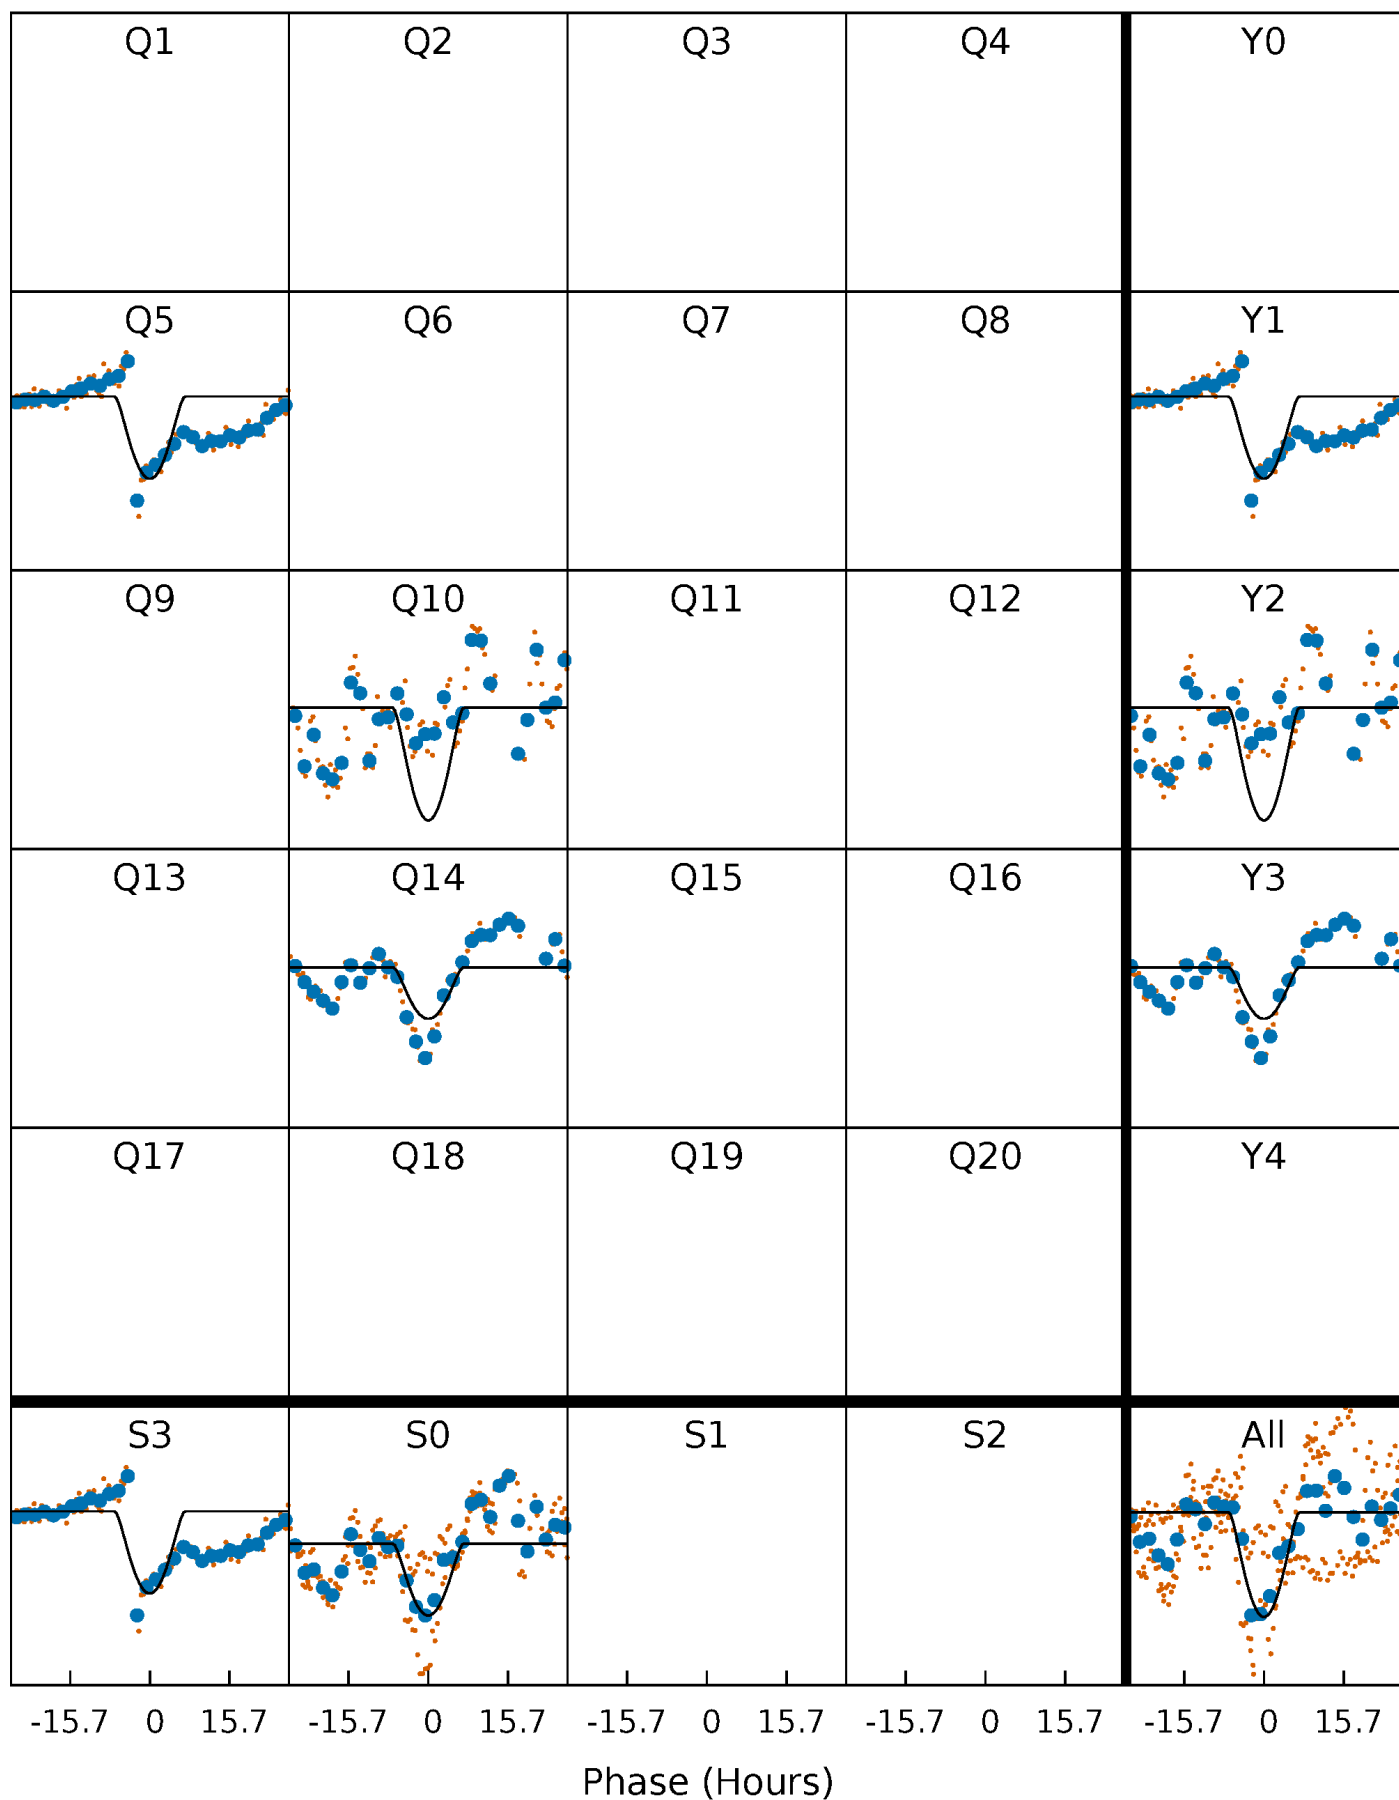 Q1 Q2 Q3 Q4 Y0
Q5 Q6 Q7 Q8 Y1
Q9 Q10 Q11 Q12 Y2
Q13 Q14 Q15 Q16 Y3
Q17 Q18 Q19 Q20 Y4
S3 S0 S1 S2 All
-15.7 0 15.7 -15.7 0 15.7 -15.7 0 15.7 -15.7 0 15.7 -15.7 0 15.7
Phase (Hours)